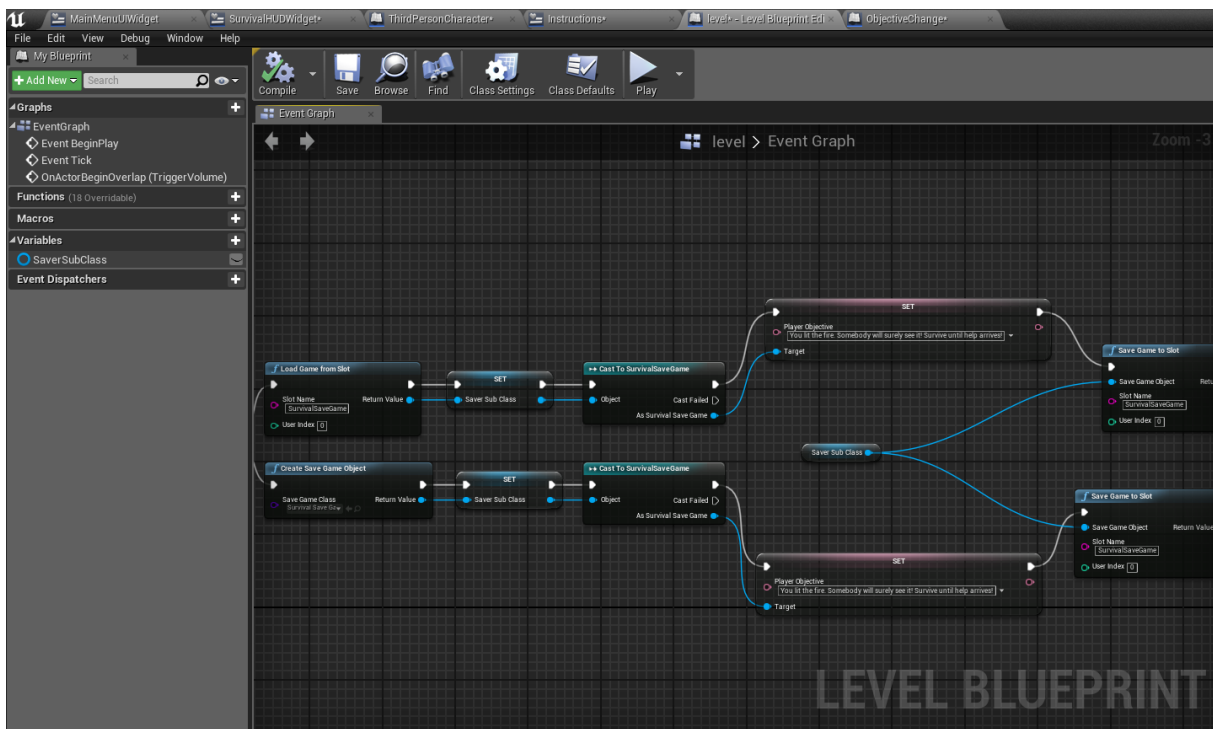 MainMenuUIWidget
SurvivalHUDWidget*
ThirdPersonCharacter*
Instructions*
level* - Level Blueprint Edi
ObjectiveChange*
File Edit View Debug Window Help
My Blueprint
Add New
Search
Compile
Save
Browse
Find
Class Settings
Class Defaults
Play
Graphs
EventGraph
Event BeginPlay
Event Tick
OnActorBeginOverlap (TriggerVolume)
Functions (18 Overridable)
Macros
Variables
SaverSubClass
Event Dispatchers
Event Graph
level > Event Graph
Zoom -3
SET
Player Objective
You lit the fire. Somebody will surely see it! Survive until help arrives!
Target
Load Game from Slot
Slot Name
SurvivalSaveGame
Return Value
User Index 0
SET
Saver Sub Class
Cast To SurvivalSaveGame
Object
Cast Failed
As Survival Save Game
Save Game to Slot
Save Game Object
Retu
Slot Name
SurvivalSaveGame
User Index 0
Saver Sub Class
Create Save Game Object
Save Game Class
Survival Save Ga
Return Value
SET
Saver Sub Class
Cast To SurvivalSaveGame
Object
Cast Failed
As Survival Save Game
Save Game to Slot
Save Game Object
Return Value
Slot Name
SurvivalSaveGame
User Index 0
SET
Player Objective
You lit the fire. Somebody will surely see it! Survive until help arrives!
Target
LEVEL BLUEPRINT